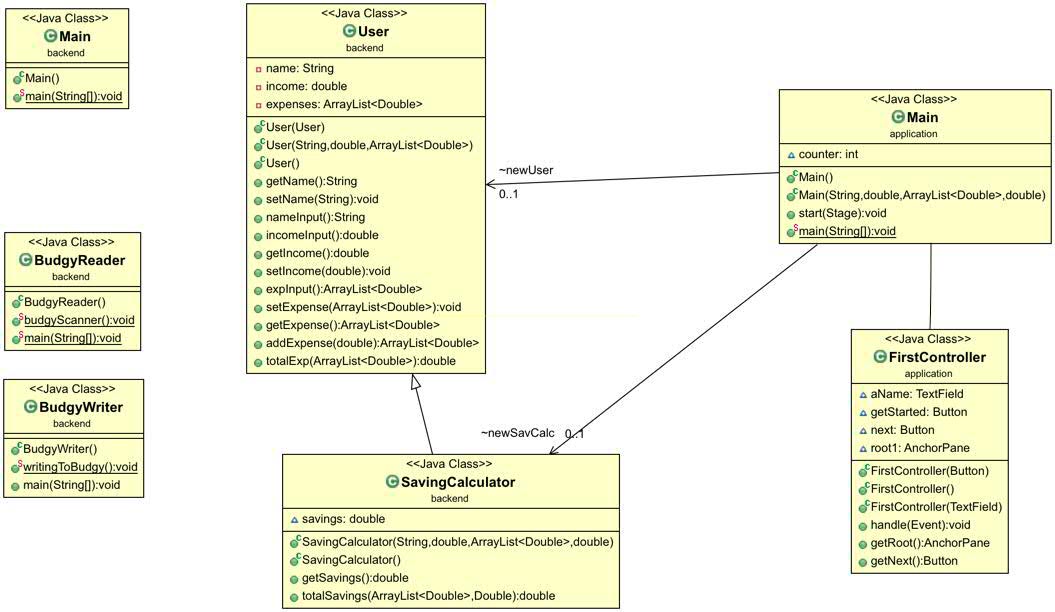 <<Java Class>>
Main
backend
Main()
main(String[]):void
<<Java Class>>
BudgyReader
backend
BudgyReader()
budgyScanner():void
main(String[]):void
<<Java Class>>
BudgyWriter
backend
BudgyWriter()
writingToBudgy():void
main(String[]):void
<<Java Class>>
User
backend
name: String
income: double
expenses: ArrayList<Double>
User(User)
User(String,double,ArrayList<Double>)
User()
getName():String
setName(String):void
nameInput():String
incomeInput():double
getIncome():double
setIncome(double):void
expInput():ArrayList<Double>
setExpense(ArrayList<Double>):void
getExpense():ArrayList<Double>
addExpense(double):ArrayList<Double>
totalExp(ArrayList<Double>):double
~newUser
0..1
~newSavCalc
0..1
<<Java Class>>
SavingCalculator
backend
savings: double
SavingCalculator(String,double,ArrayList<Double>,double)
SavingCalculator()
getSavings():double
totalSavings(ArrayList<Double>,Double):double
<<Java Class>>
Main
application
counter: int
Main()
Main(String,double,ArrayList<Double>,double)
start(Stage):void
main(String[]):void
<<Java Class>>
FirstController
application
aName: TextField
getStarted: Button
next: Button
root1: AnchorPane
FirstController(Button)
FirstController()
FirstController(TextField)
handle(Event):void
getRoot():AnchorPane
getNext():Button